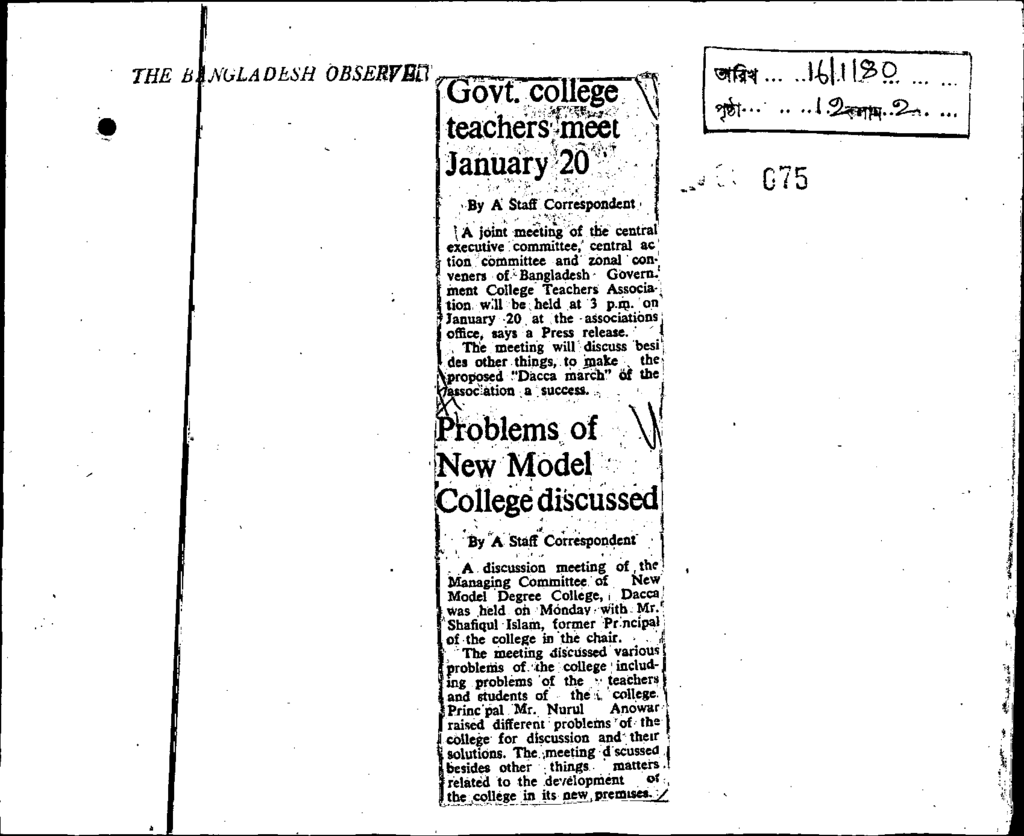 THE BANGLADESH OBSERVER
তারিখ ... ...16/1/80... ... ...
পৃষ্ঠা... .. ...12 কলাম..2... ...
075
Govt. college
teachers meet
January 20
By A Staff Correspondent
A joint meeting of the central
executive committee, central ac
tion committee and zonal con-
veners of Bangladesh Govern-
ment College Teachers Associa-
tion will be held at 3 p.m. on
January 20 at the associations
office, says a Press release.
The meeting will discuss besi
des other things, to make the
proposed "Dacca march" of the
association a success.
Problems of
New Model
College discussed
By A Staff Correspondent
A discussion meeting of the
Managing Committee of New
Model Degree College, Dacca
was held on Monday with Mr.
Shafiqul Islam, former Principal
of the college in the chair.
The meeting discussed various
problems of the college includ-
ing problems of the teachers
and students of the college.
Principal Mr. Nurul Anowar
raised different problems of the
college for discussion and their
solutions. The meeting discussed
besides other things matters
related to the development of
the college in its new premises.